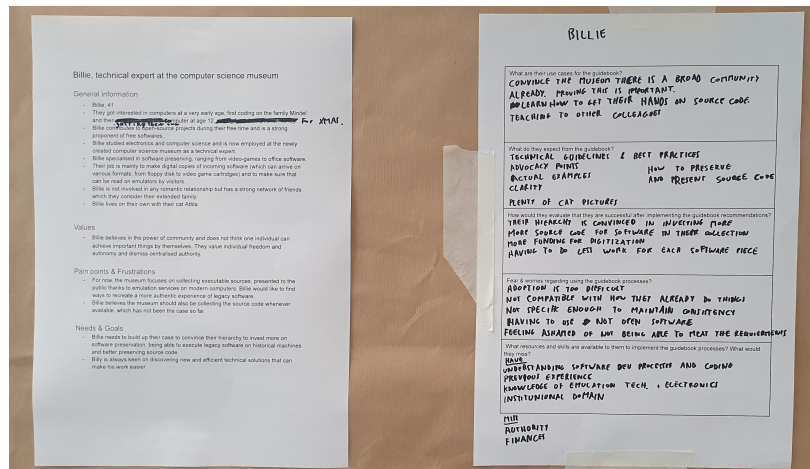 Billie, technical expert at the computer science museum
General information
- Billie, 41
- They got interested in computers at a very early age, first coding on the family Minitel
and then computer at age 12 FOR XMAS.
- Billie contributes to open-source projects during their free time and is a strong
proponent of free softwares.
- Billie studied electronics and computer science and is now employed at the newly
created computer science museum as a technical expert.
- Billie specialised in software preserving, ranging from video-games to office software.
- Their job is mainly to make digital copies of incoming software (which can arrive on
various formats, from floppy disk to video game cartridges) and to make sure that
can be read on emulators by visitors.
- Billie is not involved in any romantic relationship but has a strong network of friends
which they consider their extended family.
- Billie lives on their own with their cat Attila.
Values
- Billie believes in the power of community and does not think one individual can
achieve important things by themselves. They value individual freedom and
autonomy and dismiss centralised authority.
Pain points & Frustrations
- For now, the museum focuses on collecting executable sources, presented to the
public thanks to emulation services on modern computers. Billie would like to find
ways to recreate a more authentic experience of legacy software.
- Billie believes the museum should also be collecting the source code whenever
available, which has not been the case so far.
Needs & Goals
- Billie needs to build up their case to convince their hierarchy to invest more on
software preservation, being able to execute legacy software on historical machines
and better preserving source code.
- Billy is always keen on discovering new and efficient technical solutions that can
make his work easier
BILLIE
What are their use cases for the guidebook?
CONVINCE THE MUSEUM THERE IS A BROAD COMMUNITY
ALREADY. PROVING THIS IS IMPORTANT.
LEARN HOW TO GET THEIR HANDS ON SOURCE CODE
TEACHING TO OTHER COLLEAGUES
What do they expect from the guidebook?
TECHNICAL GUIDELINES & BEST PRACTICES
ADVOCACY POINTS
ACTUAL EXAMPLES HOW TO PRESERVE
CLARITY AND PRESENT SOURCE CODE
PLENTY OF CAT PICTURES
How would they evaluate that they are successful after implementing the guidebook recommendations?
THEIR HIERARCHY IS CONVINCED IN INVESTING MORE
MORE SOURCE CODE FOR SOFTWARE IN THEIR COLLECTION
MORE FUNDING FOR DIGITIZATION
HAVING TO DO LESS WORK FOR EACH SOFTWARE PIECE
Fear & worries regarding using the guidebook processes?
ADOPTION IS TOO DIFFICULT
NOT COMPATIBLE WITH HOW THEY ALREADY DO THINGS
NOT SPECIFIC ENOUGH TO MAINTAIN CONSISTENCY
HAVING TO USE NOT OPEN SOFTWARE
FEELING ASHAMED OF NOT BEING ABLE TO MEAT THE REQUIREMENTS
What resources and skills are available to them to implement the guidebook processes? What would
they miss?
HAVE
UNDERSTANDING SOFTWARE DEV PROCESSES AND CODING
PREVIOUS EXPERIENCE
KNOWLEDGE OF EMULATION TECH. + ELECTRONICS
INSTITUNIONAL DOMAIN
MISS
AUTHORITY
FINANCES